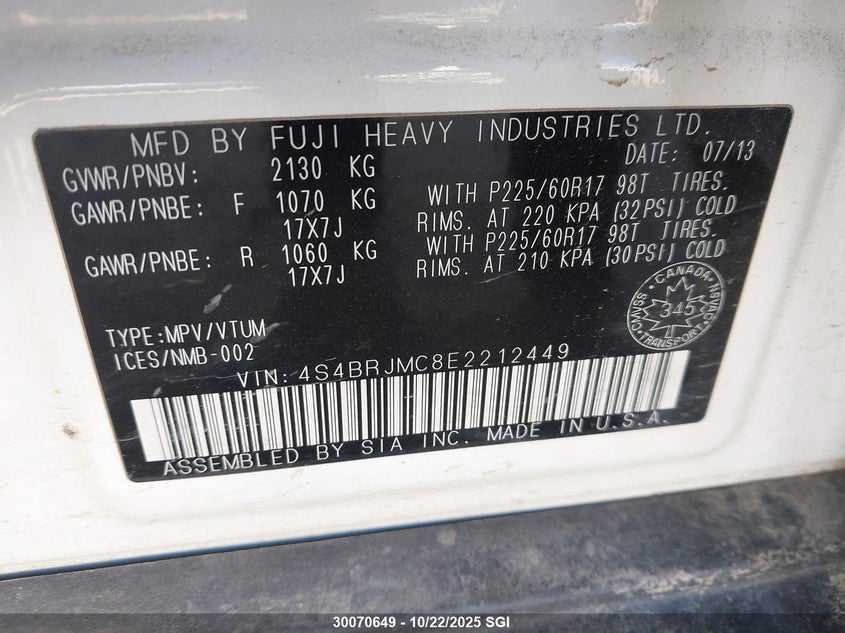 MFD BY FUJI HEAVY INDUSTRIES LTD.
DATE: 07/13
GVWR/PNBV: 2130 KG
GAWR/PNBE: F 1070 KG WITH P225/60R17 98T TIRES.
17X7J RIMS. AT 220 KPA (32PSI) COLD
GAWR/PNBE: R 1060 KG WITH P225/60R17 98T TIRES.
17X7J RIMS. AT 210 KPA (30PSI) COLD
CANADA
345
TRANSPORT
TYPE:MPV/VTUM
ICES/NMB-002
VIN: 4S4BRJMC8E2212449
ASSEMBLED BY SIA INC. MADE IN U.S.A.
30070649 - 10/22/2025 SGI